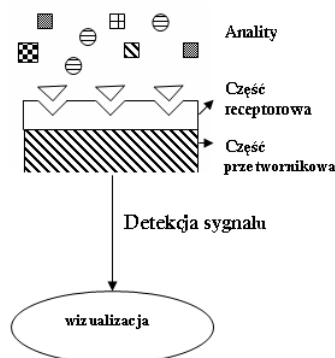 Anality
Część
receptorowa
Część
przetwornikowa
Detekcja sygnału
wizualizacja